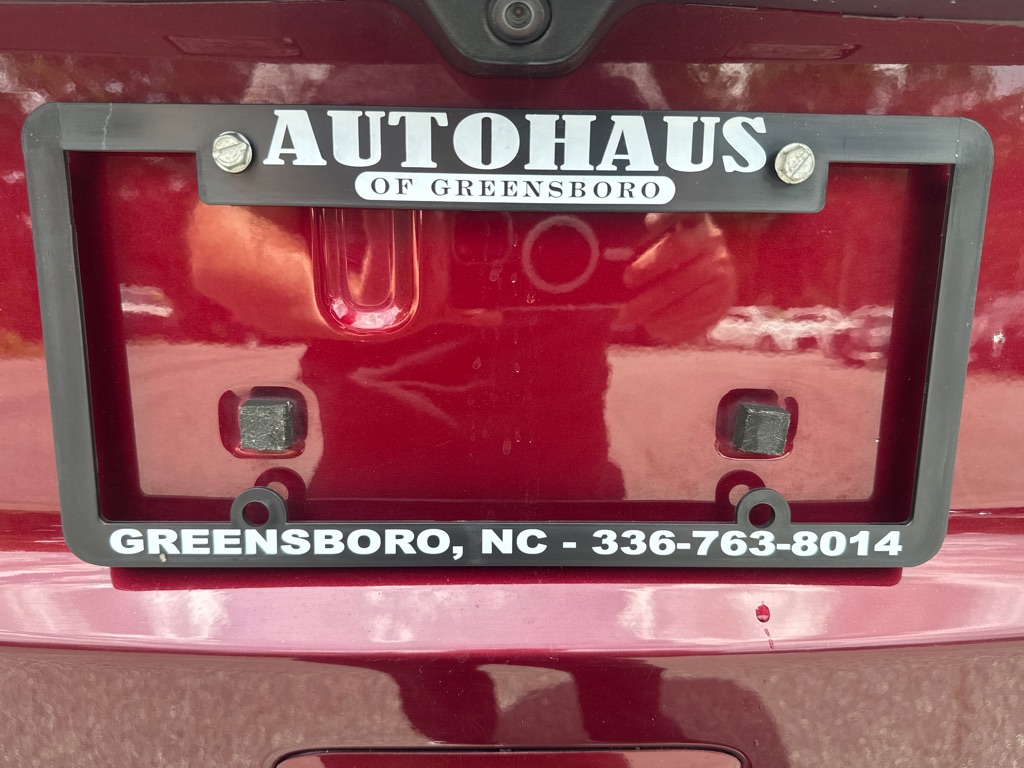 AUTOHAUS
OF GREENSBORO
GREENSBORO, NC - 336-763-8014